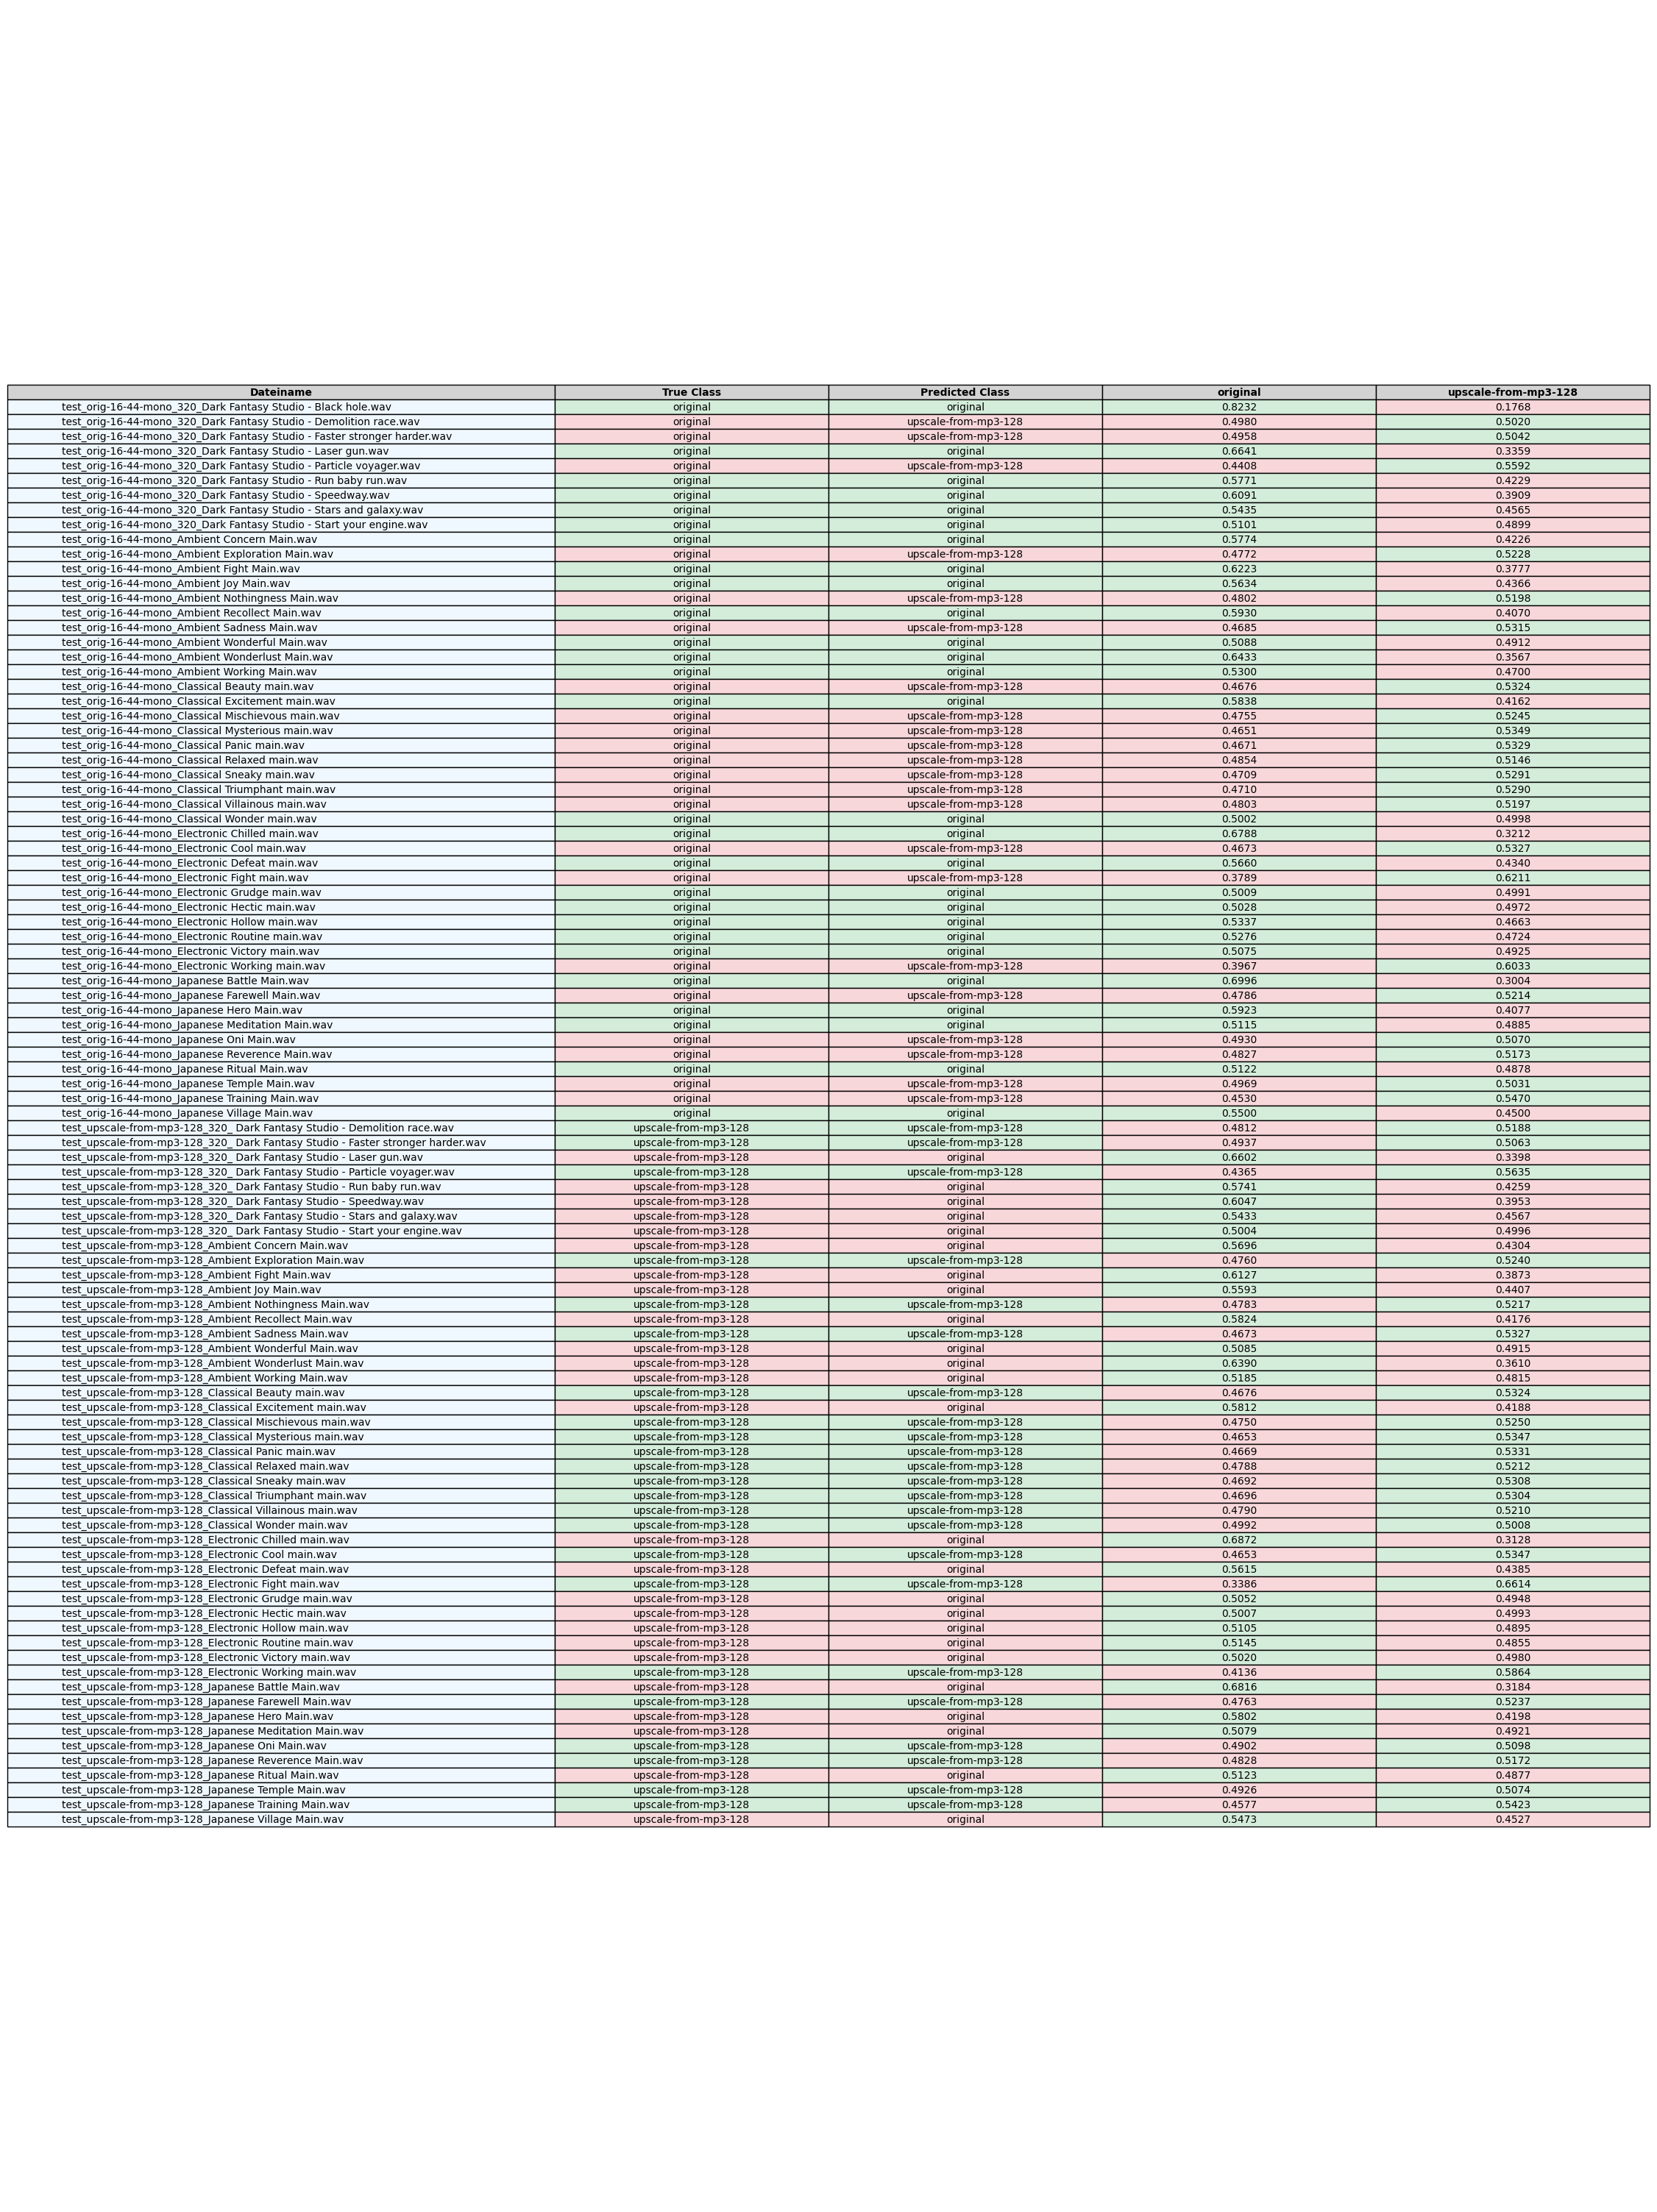 Dateiname True Class Predicted Class original upscale-from-mp3-128
test_orig-16-44-mono_320_Dark Fantasy Studio - Black hole.wav original original 0.8232 0.1768
test_orig-16-44-mono_320_Dark Fantasy Studio - Demolition race.wav original upscale-from-mp3-128 0.4980 0.5020
test_orig-16-44-mono_320_Dark Fantasy Studio - Faster stronger harder.wav original upscale-from-mp3-128 0.4958 0.5042
test_orig-16-44-mono_320_Dark Fantasy Studio - Laser gun.wav original original 0.6641 0.3359
test_orig-16-44-mono_320_Dark Fantasy Studio - Particle voyager.wav original upscale-from-mp3-128 0.4408 0.5592
test_orig-16-44-mono_320_Dark Fantasy Studio - Run baby run.wav original original 0.5771 0.4229
test_orig-16-44-mono_320_Dark Fantasy Studio - Speedway.wav original original 0.6091 0.3909
test_orig-16-44-mono_320_Dark Fantasy Studio - Stars and galaxy.wav original original 0.5435 0.4565
test_orig-16-44-mono_320_Dark Fantasy Studio - Start your engine.wav original original 0.5101 0.4899
test_orig-16-44-mono_Ambient Concern Main.wav original original 0.5774 0.4226
test_orig-16-44-mono_Ambient Exploration Main.wav original upscale-from-mp3-128 0.4772 0.5228
test_orig-16-44-mono_Ambient Fight Main.wav original original 0.6223 0.3777
test_orig-16-44-mono_Ambient Joy Main.wav original original 0.5634 0.4366
test_orig-16-44-mono_Ambient Nothingness Main.wav original upscale-from-mp3-128 0.4802 0.5198
test_orig-16-44-mono_Ambient Recollect Main.wav original original 0.5930 0.4070
test_orig-16-44-mono_Ambient Sadness Main.wav original upscale-from-mp3-128 0.4685 0.5315
test_orig-16-44-mono_Ambient Wonderful Main.wav original original 0.5088 0.4912
test_orig-16-44-mono_Ambient Wonderlust Main.wav original original 0.6433 0.3567
test_orig-16-44-mono_Ambient Working Main.wav original original 0.5300 0.4700
test_orig-16-44-mono_Classical Beauty main.wav original upscale-from-mp3-128 0.4676 0.5324
test_orig-16-44-mono_Classical Excitement main.wav original original 0.5838 0.4162
test_orig-16-44-mono_Classical Mischievous main.wav original upscale-from-mp3-128 0.4755 0.5245
test_orig-16-44-mono_Classical Mysterious main.wav original upscale-from-mp3-128 0.4651 0.5349
test_orig-16-44-mono_Classical Panic main.wav original upscale-from-mp3-128 0.4671 0.5329
test_orig-16-44-mono_Classical Relaxed main.wav original upscale-from-mp3-128 0.4854 0.5146
test_orig-16-44-mono_Classical Sneaky main.wav original upscale-from-mp3-128 0.4709 0.5291
test_orig-16-44-mono_Classical Triumphant main.wav original upscale-from-mp3-128 0.4710 0.5290
test_orig-16-44-mono_Classical Villainous main.wav original upscale-from-mp3-128 0.4803 0.5197
test_orig-16-44-mono_Classical Wonder main.wav original original 0.5002 0.4998
test_orig-16-44-mono_Electronic Chilled main.wav original original 0.6788 0.3212
test_orig-16-44-mono_Electronic Cool main.wav original upscale-from-mp3-128 0.4673 0.5327
test_orig-16-44-mono_Electronic Defeat main.wav original original 0.5660 0.4340
test_orig-16-44-mono_Electronic Fight main.wav original upscale-from-mp3-128 0.3789 0.6211
test_orig-16-44-mono_Electronic Grudge main.wav original original 0.5009 0.4991
test_orig-16-44-mono_Electronic Hectic main.wav original original 0.5028 0.4972
test_orig-16-44-mono_Electronic Hollow main.wav original original 0.5337 0.4663
test_orig-16-44-mono_Electronic Routine main.wav original original 0.5276 0.4724
test_orig-16-44-mono_Electronic Victory main.wav original original 0.5075 0.4925
test_orig-16-44-mono_Electronic Working main.wav original upscale-from-mp3-128 0.3967 0.6033
test_orig-16-44-mono_Japanese Battle Main.wav original original 0.6996 0.3004
test_orig-16-44-mono_Japanese Farewell Main.wav original upscale-from-mp3-128 0.4786 0.5214
test_orig-16-44-mono_Japanese Hero Main.wav original original 0.5923 0.4077
test_orig-16-44-mono_Japanese Meditation Main.wav original original 0.5115 0.4885
test_orig-16-44-mono_Japanese Oni Main.wav original upscale-from-mp3-128 0.4930 0.5070
test_orig-16-44-mono_Japanese Reverence Main.wav original upscale-from-mp3-128 0.4827 0.5173
test_orig-16-44-mono_Japanese Ritual Main.wav original original 0.5122 0.4878
test_orig-16-44-mono_Japanese Temple Main.wav original upscale-from-mp3-128 0.4969 0.5031
test_orig-16-44-mono_Japanese Training Main.wav original upscale-from-mp3-128 0.4530 0.5470
test_orig-16-44-mono_Japanese Village Main.wav original original 0.5500 0.4500
test_upscale-from-mp3-128_320_ Dark Fantasy Studio - Demolition race.wav upscale-from-mp3-128 upscale-from-mp3-128 0.4812 0.5188
test_upscale-from-mp3-128_320_ Dark Fantasy Studio - Faster stronger harder.wav upscale-from-mp3-128 upscale-from-mp3-128 0.4937 0.5063
test_upscale-from-mp3-128_320_ Dark Fantasy Studio - Laser gun.wav upscale-from-mp3-128 original 0.6602 0.3398
test_upscale-from-mp3-128_320_ Dark Fantasy Studio - Particle voyager.wav upscale-from-mp3-128 upscale-from-mp3-128 0.4365 0.5635
test_upscale-from-mp3-128_320_ Dark Fantasy Studio - Run baby run.wav upscale-from-mp3-128 original 0.5741 0.4259
test_upscale-from-mp3-128_320_ Dark Fantasy Studio - Speedway.wav upscale-from-mp3-128 original 0.6047 0.3953
test_upscale-from-mp3-128_320_ Dark Fantasy Studio - Stars and galaxy.wav upscale-from-mp3-128 original 0.5433 0.4567
test_upscale-from-mp3-128_320_ Dark Fantasy Studio - Start your engine.wav upscale-from-mp3-128 original 0.5004 0.4996
test_upscale-from-mp3-128_Ambient Concern Main.wav upscale-from-mp3-128 original 0.5696 0.4304
test_upscale-from-mp3-128_Ambient Exploration Main.wav upscale-from-mp3-128 upscale-from-mp3-128 0.4760 0.5240
test_upscale-from-mp3-128_Ambient Fight Main.wav upscale-from-mp3-128 original 0.6127 0.3873
test_upscale-from-mp3-128_Ambient Joy Main.wav upscale-from-mp3-128 original 0.5593 0.4407
test_upscale-from-mp3-128_Ambient Nothingness Main.wav upscale-from-mp3-128 upscale-from-mp3-128 0.4783 0.5217
test_upscale-from-mp3-128_Ambient Recollect Main.wav upscale-from-mp3-128 original 0.5824 0.4176
test_upscale-from-mp3-128_Ambient Sadness Main.wav upscale-from-mp3-128 upscale-from-mp3-128 0.4673 0.5327
test_upscale-from-mp3-128_Ambient Wonderful Main.wav upscale-from-mp3-128 original 0.5085 0.4915
test_upscale-from-mp3-128_Ambient Wonderlust Main.wav upscale-from-mp3-128 original 0.6390 0.3610
test_upscale-from-mp3-128_Ambient Working Main.wav upscale-from-mp3-128 original 0.5185 0.4815
test_upscale-from-mp3-128_Classical Beauty main.wav upscale-from-mp3-128 upscale-from-mp3-128 0.4676 0.5324
test_upscale-from-mp3-128_Classical Excitement main.wav upscale-from-mp3-128 original 0.5812 0.4188
test_upscale-from-mp3-128_Classical Mischievous main.wav upscale-from-mp3-128 upscale-from-mp3-128 0.4750 0.5250
test_upscale-from-mp3-128_Classical Mysterious main.wav upscale-from-mp3-128 upscale-from-mp3-128 0.4653 0.5347
test_upscale-from-mp3-128_Classical Panic main.wav upscale-from-mp3-128 upscale-from-mp3-128 0.4669 0.5331
test_upscale-from-mp3-128_Classical Relaxed main.wav upscale-from-mp3-128 upscale-from-mp3-128 0.4788 0.5212
test_upscale-from-mp3-128_Classical Sneaky main.wav upscale-from-mp3-128 upscale-from-mp3-128 0.4692 0.5308
test_upscale-from-mp3-128_Classical Triumphant main.wav upscale-from-mp3-128 upscale-from-mp3-128 0.4696 0.5304
test_upscale-from-mp3-128_Classical Villainous main.wav upscale-from-mp3-128 upscale-from-mp3-128 0.4790 0.5210
test_upscale-from-mp3-128_Classical Wonder main.wav upscale-from-mp3-128 upscale-from-mp3-128 0.4992 0.5008
test_upscale-from-mp3-128_Electronic Chilled main.wav upscale-from-mp3-128 original 0.6872 0.3128
test_upscale-from-mp3-128_Electronic Cool main.wav upscale-from-mp3-128 upscale-from-mp3-128 0.4653 0.5347
test_upscale-from-mp3-128_Electronic Defeat main.wav upscale-from-mp3-128 original 0.5615 0.4385
test_upscale-from-mp3-128_Electronic Fight main.wav upscale-from-mp3-128 upscale-from-mp3-128 0.3386 0.6614
test_upscale-from-mp3-128_Electronic Grudge main.wav upscale-from-mp3-128 original 0.5052 0.4948
test_upscale-from-mp3-128_Electronic Hectic main.wav upscale-from-mp3-128 original 0.5007 0.4993
test_upscale-from-mp3-128_Electronic Hollow main.wav upscale-from-mp3-128 original 0.5105 0.4895
test_upscale-from-mp3-128_Electronic Routine main.wav upscale-from-mp3-128 original 0.5145 0.4855
test_upscale-from-mp3-128_Electronic Victory main.wav upscale-from-mp3-128 original 0.5020 0.4980
test_upscale-from-mp3-128_Electronic Working main.wav upscale-from-mp3-128 upscale-from-mp3-128 0.4136 0.5864
test_upscale-from-mp3-128_Japanese Battle Main.wav upscale-from-mp3-128 original 0.6816 0.3184
test_upscale-from-mp3-128_Japanese Farewell Main.wav upscale-from-mp3-128 upscale-from-mp3-128 0.4763 0.5237
test_upscale-from-mp3-128_Japanese Hero Main.wav upscale-from-mp3-128 original 0.5802 0.4198
test_upscale-from-mp3-128_Japanese Meditation Main.wav upscale-from-mp3-128 original 0.5079 0.4921
test_upscale-from-mp3-128_Japanese Oni Main.wav upscale-from-mp3-128 upscale-from-mp3-128 0.4902 0.5098
test_upscale-from-mp3-128_Japanese Reverence Main.wav upscale-from-mp3-128 upscale-from-mp3-128 0.4828 0.5172
test_upscale-from-mp3-128_Japanese Ritual Main.wav upscale-from-mp3-128 original 0.5123 0.4877
test_upscale-from-mp3-128_Japanese Temple Main.wav upscale-from-mp3-128 upscale-from-mp3-128 0.4926 0.5074
test_upscale-from-mp3-128_Japanese Training Main.wav upscale-from-mp3-128 upscale-from-mp3-128 0.4577 0.5423
test_upscale-from-mp3-128_Japanese Village Main.wav upscale-from-mp3-128 original 0.5473 0.4527